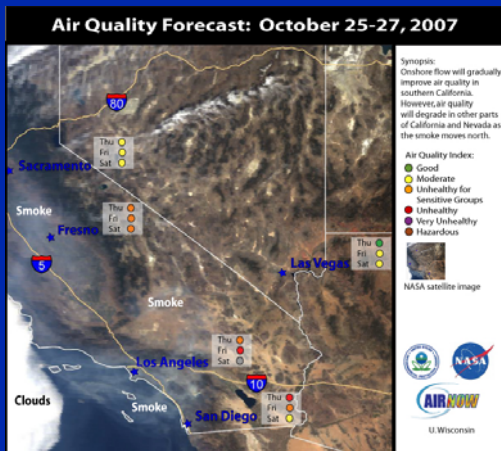 Air Quality Forecast: October 25-27, 2007
Synopsis:
Onshore flow will gradually
improve air quality in
southern California.
However, air quality
will degrade in other parts
of California and Nevada as
the smoke moves north.
Air Quality Index:
Good
Moderate
Unhealthy for
Sensitive Groups
Unhealthy
Very Unhealthy
Hazardous
NASA satellite image
NASA
AIRNOW
U. Wisconsin
80
Thu
Fri
Sat
Sacramento
Smoke
Thu
Fri
Sat
Fresno
5
Thu
Fri
Sat
Las Vegas
Smoke
Thu
Fri
Sat
Los Angeles
10
Clouds
Smoke
Thu
Fri
Sat
San Diego